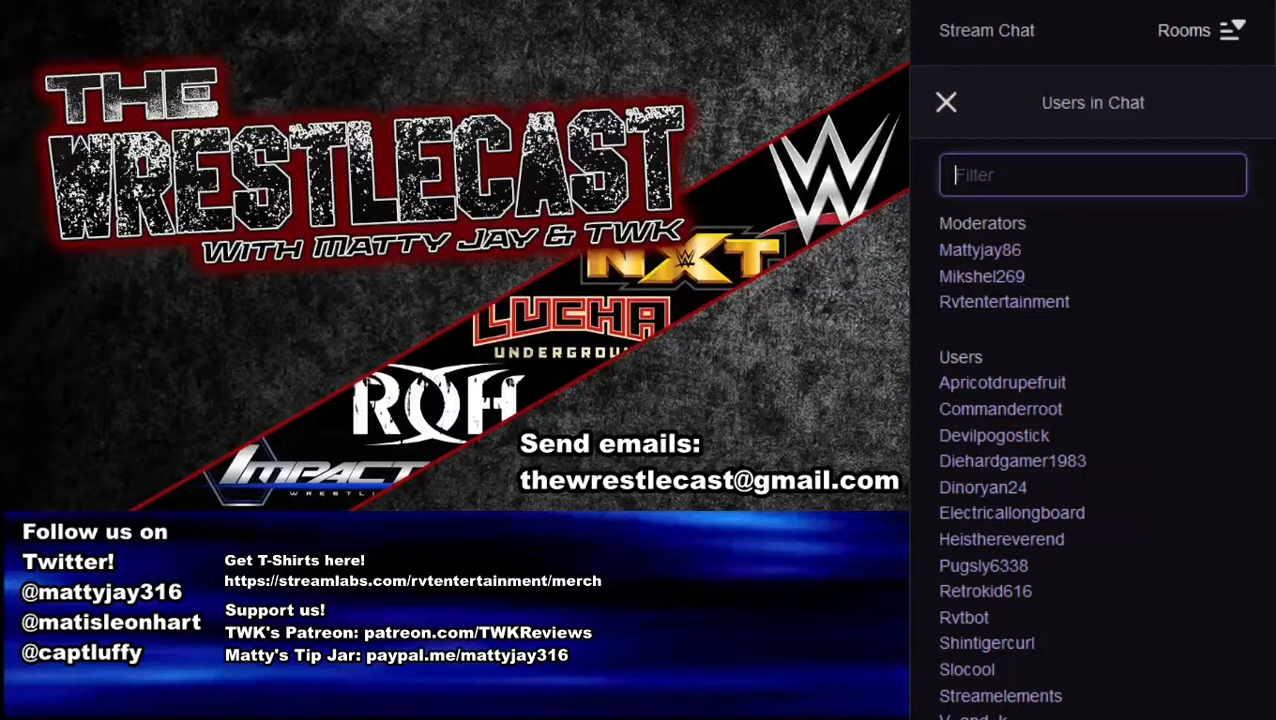 THE
WRESTLECAST
WITH MATTY JAY & TWK
W
NXT
LUCHA
UNDERGROU
ROH
IMPACT
WRESTLI
Send emails:
thewrestlecast@gmail.com
Follow us on
Twitter!
@mattyjay316
@matisleonhart
@captluffy
Get T-Shirts here!
https://streamlabs.com/rvtentertainment/merch
Support us!
TWK's Patreon: patreon.com/TWKReviews
Matty's Tip Jar: paypal.me/mattyjay316
Stream Chat
Rooms
Users in Chat
Filter
Moderators
Mattyjay86
Mikshel269
Rvtentertainment
Users
Apricotdrupefruit
Commanderroot
Devilpogostick
Diehardgamer1983
Dinoryan24
Electricallongboard
Heisthereverend
Pugsly6338
Retrokid616
Rvtbot
Shintigercurl
Slocool
Streamelements